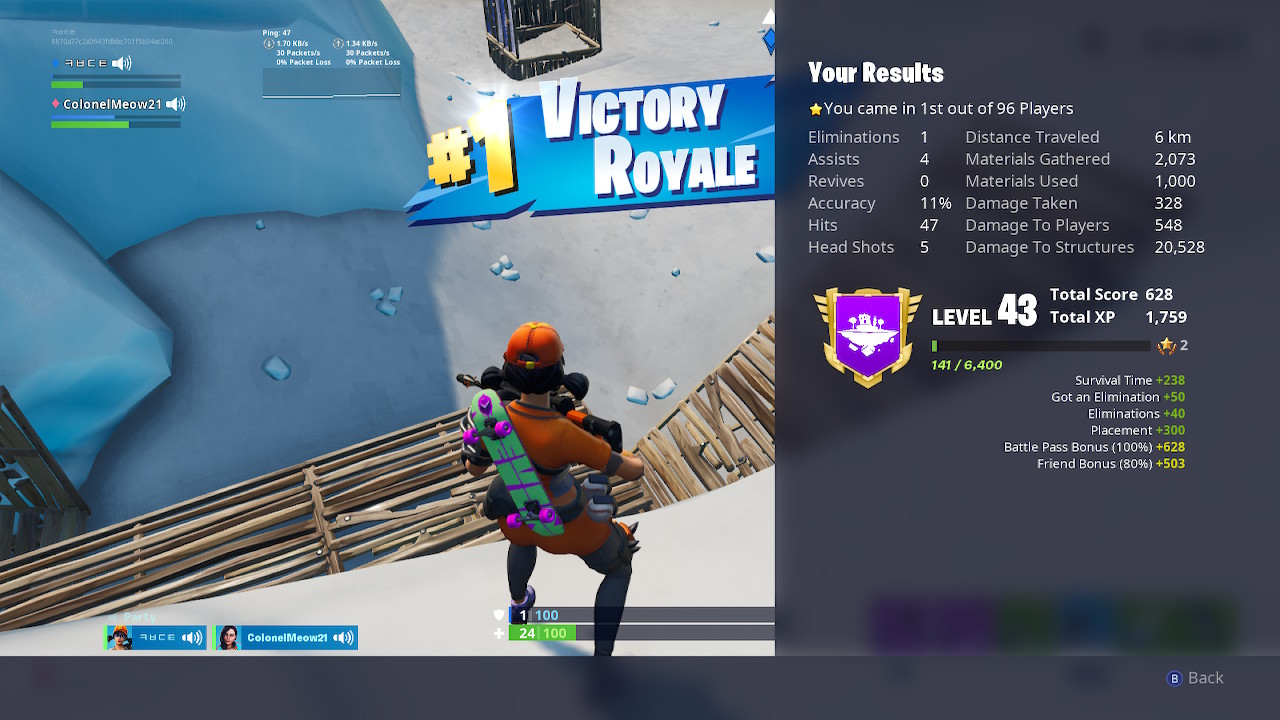 Ping: 47
1.70 KB/s 1.34 KB/s
30 Packets/s 30 Packets/s
0% Packet Loss 0% Packet Loss
ColonelMeow21
#1 Victory
Royale
Your Results
You came in 1st out of 96 Players
Eliminations 1 Distance Traveled 6 km
Assists 4 Materials Gathered 2,073
Revives 0 Materials Used 1,000
Accuracy 11% Damage Taken 328
Hits 47 Damage To Players 548
Head Shots 5 Damage To Structures 20,528
LEVEL 43 Total Score 628
Total XP 1,759
2
141 / 6,400
Survival Time +238
Got an Elimination +50
Eliminations +40
Placement +300
Battle Pass Bonus (100%) +628
Friend Bonus (80%) +503
Party
ColonelMeow21
1 100
24 100
B Back